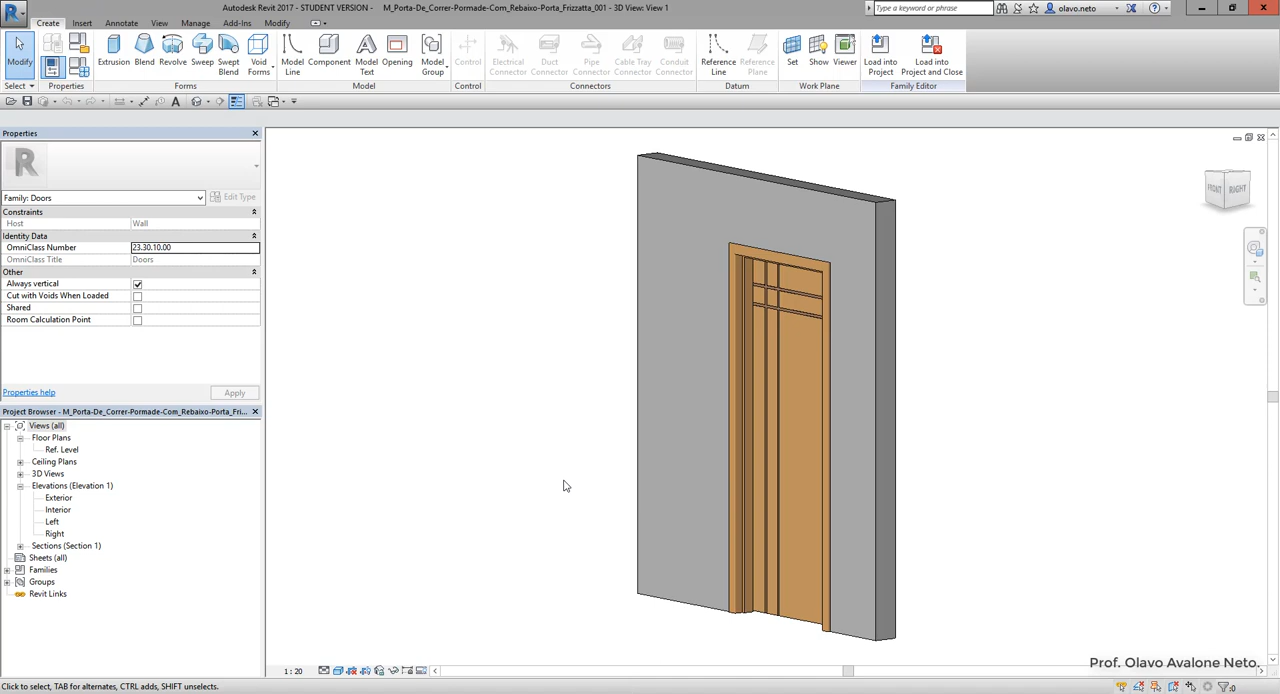 Autodesk Revit 2017 - STUDENT VERSION - M_Porta-De_Correr-Pormade-Com_Rebaixo-Porta_Frizzatta_001 - 3D View: View 1
Type a keyword or phrase
olavo.neto
Create Insert Annotate View Manage Add-Ins Modify
Modify
Extrusion Blend Revolve Sweep Swept Blend Void Forms
Model Line Component Model Text Opening Model Group
Control
Electrical Connector Duct Connector Pipe Connector Cable Tray Connector Conduit Connector
Reference Line Reference Plane
Set Show Viewer
Load into Project Load into Project and Close
Select Properties Forms Model Control Connectors Datum Work Plane Family Editor
Properties
Family: Doors
Edit Type
Constraints
Host Wall
Identity Data
OmniClass Number 23.30.10.00
OmniClass Title Doors
Other
Always vertical
Cut with Voids When Loaded
Shared
Room Calculation Point
Properties help
Apply
Project Browser - M_Porta-De_Correr-Pormade-Com_Rebaixo-Porta_Fri...
Views (all)
Floor Plans
Ref. Level
Ceiling Plans
3D Views
Elevations (Elevation 1)
Exterior
Interior
Left
Right
Sections (Section 1)
Sheets (all)
Families
Groups
Revit Links
FRONT RIGHT
1 : 20
Prof. Olavo Avalone Neto.
Click to select, TAB for alternates, CTRL adds, SHIFT unselects.
:0